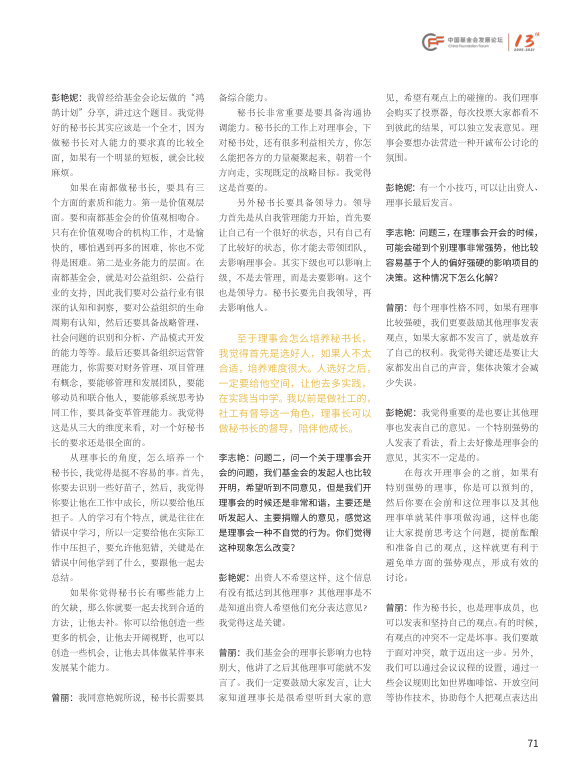 中国基金会发展论坛
China Foundation Forum
13
2008-2021
彭艳妮：我曾经给基金会论坛做的“鸿
鹄计划”分享，讲过这个题目。我觉得
好的秘书长其实应该是一个全才，因为
做秘书长对人能力的要求真的比较全
面，如果有一个明显的短板，就会比较
麻烦。
如果在南都做秘书长，要具有三
个方面的素质和能力。第一是价值观层
面。要和南都基金会的价值观相吻合。
只有在价值观吻合的机构工作，才是愉
快的，哪怕遇到再多的困难，你也不觉
得是困难。第二是业务能力的层面。在
南都基金会，就是对公益组织、公益行
业的支持，因此我们要对公益行业有很
深的认知和洞察，要对公益组织的生命
周期有认知，然后还要具备战略管理、
社会问题的识别和分析、产品模式开发
的能力等等。最后还要具备组织运营管
理能力，你需要对财务管理、项目管理
有概念，要能够管理和发展团队，要能
够动员和联合他人，要能够系统思考协
同工作，要具备变革管理能力。我觉得
这是从三大的维度来看，对一个好秘书
长的要求还是很全面的。
从理事长的角度，怎么培养一个
秘书长，我觉得是挺不容易的事。首先，
你要去识别一些好苗子，然后，我觉得
你要让他在工作中成长，所以要给他压
担子。人的学习有个特点，就是往往在
错误中学习，所以一定要给他在实际工
作中压担子，要允许他犯错，关键是在
错误中间他学到了什么，要跟他一起去
总结。
如果你觉得秘书长有哪些能力上
的欠缺，那么你就要一起去找到合适的
方法，让他去补。你可以给他创造一些
更多的机会，让他去开阔视野，也可以
创造一些机会，让他去具体做某件事来
发展某个能力。
曾丽：我同意艳妮所说，秘书长需要具
备综合能力。
秘书长非常重要是要具备沟通协
调能力。秘书长的工作上对理事会，下
对秘书处，还有很多利益相关方，你怎
么能把各方的力量凝聚起来，朝着一个
方向走，实现既定的战略目标。我觉得
这是首要的。
另外秘书长要具备领导力。领导
力首先是从自我管理能力开始，首先要
让自己有一个很好的状态，只有自己有
了比较好的状态，你才能去带领团队，
去影响理事会。其实下级也可以影响上
级，不是去管理，而是去要影响。这个
也是领导力。秘书长要先自我领导，再
去影响他人。
至于理事会怎么培养秘书长，
我觉得首先是选好人，如果人不太
合适，培养难度很大。人选好之后，
一定要给他空间，让他去多实践，
在实践当中学。我以前是做社工的，
社工有督导这一角色，理事长可以
做秘书长的督导，陪伴他成长。
李志艳：问题二，问一个关于理事会开
会的问题，我们基金会的发起人也比较
开明，希望听到不同意见，但是我们开
理事会的时候还是非常和谐，主要还是
听发起人、主要捐赠人的意见，感觉这
是理事会一种不自觉的行为。你们觉得
这种现象怎么改变？
彭艳妮：出资人不希望这样，这个信息
有没有抵达到其他理事？其他理事是不
是知道出资人希望他们充分表达意见？
我觉得这是关键。
曾丽：我们基金会的理事长影响力也特
别大，他讲了之后其他理事可能就不发
言了。我们一定要鼓励大家发言，让大
家知道理事长是很希望听到大家的意
见，希望有观点上的碰撞的。我们理事
会购买了投票器，每次投票大家都看不
到彼此的结果，可以独立发表意见。理
事会要想办法营造一种开诚布公讨论的
氛围。
彭艳妮：有一个小技巧，可以让出资人、
理事长最后发言。
李志艳：问题三，在理事会开会的时候，
可能会碰到个别理事非常强势，他比较
容易基于个人的偏好强硬的影响项目的
决策。这种情况下怎么化解？
曾丽：每个理事性格不同，如果有理事
比较强硬，我们更要鼓励其他理事发表
观点，如果大家都不发言了，就是放弃
了自己的权利。我觉得关键还是要让大
家都发出自己的声音，集体决策才会减
少失误。
彭艳妮：我觉得重要的是也要让其他理
事也发表自己的意见。一个特别强势的
人发表了看法，看上去好像是理事会的
意见，其实不一定是的。
在每次开理事会的之前，如果有
特别强势的理事，你是可以预判的，
然后你要在会前和这位理事以及其他
理事单就某件事项做沟通，这样也能
让大家提前思考这个问题，提前酝酿
和准备自己的观点，这样就更有利于
避免单方面的强势观点，形成有效的
讨论。
曾丽：作为秘书长，也是理事成员，也
可以发表和坚持自己的观点。有的时候，
有观点的冲突不一定是坏事。我们要敢
于面对冲突，敢于迈出这一步。另外，
我们可以通过会议议程的设置，通过一
些会议规则比如世界咖啡馆、开放空间
等协作技术，协助每个人把观点表达出
71